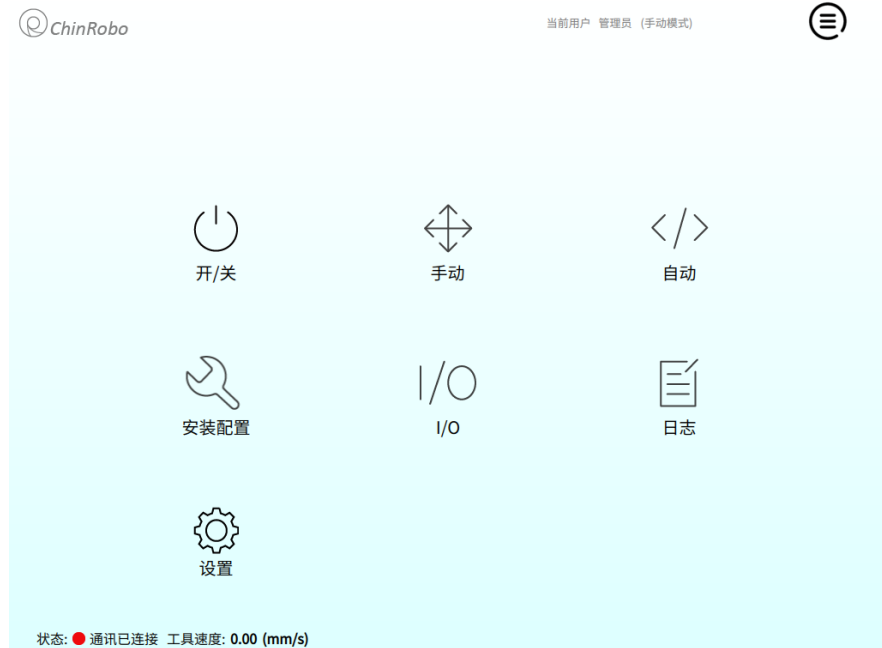 ChinRobo
当前用户 管理员 (手动模式)
开/关
手动
自动
安装配置
I/O
I/O
日志
设置
状态: 通讯已连接 工具速度: 0.00 (mm/s)